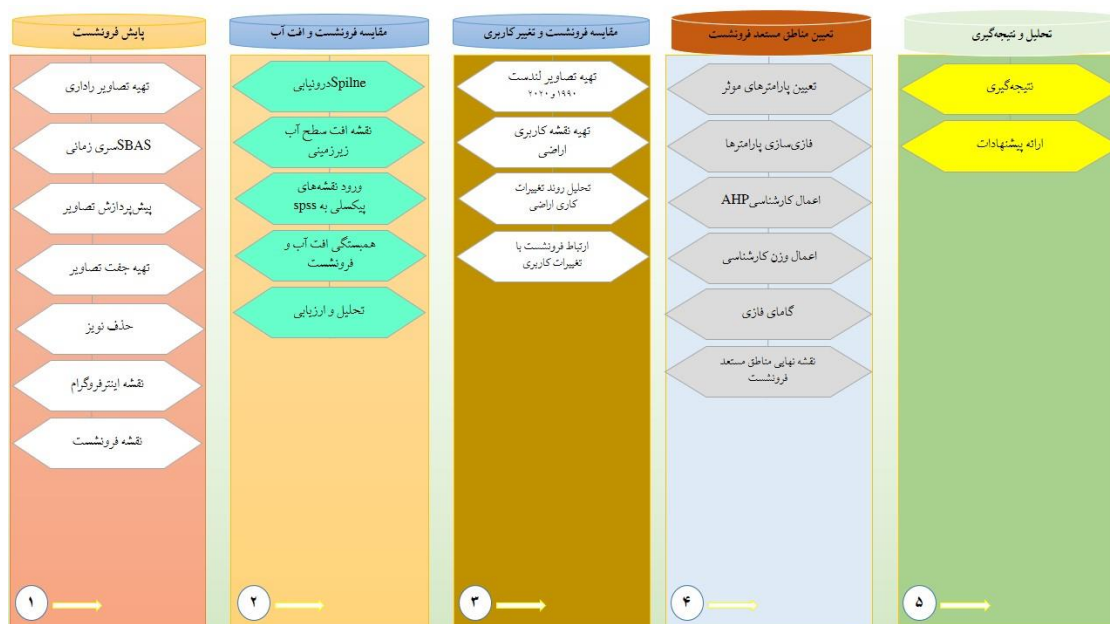 پایش فرونشست
تهیه تصاویر راداری
SBASسری زمانی
پیش‌پردازش تصاویر
تهیه جفت تصاویر
حذف نویز
نقشه اینترفروگرام
نقشه فرونشست
۱
مقایسه فرونشست و افت آب
Spilneدرونیابی
نقشه افت سطح آب
زیرزمینی
ورود نقشه‌های
پیکسلی به spss
همبستگی افت آب و
فرونشست
تحلیل و ارزیابی
۲
مقایسه فرونشست و تغییر کاربری
تهیه تصاویر لندست
۱۹۹۰ و ۲۰۲۰
تهیه نقشه کاربری
اراضی
تحلیل روند تغییرات
کاری اراضی
ارتباط فرونشست با
تغییرات کاربری
۳
تعیین مناطق مستعد فرونشست
تعیین پارامترهای موثر
فازی‌سازی پارامترها
اعمال کارشناسیAHP
اعمال وزن کارشناسی
گامای فازی
نقشه نهایی مناطق مستعد
فرونشست
۴
تحلیل و نتیجه‌گیری
نتیجه‌گیری
ارائه پیشنهادات
۵